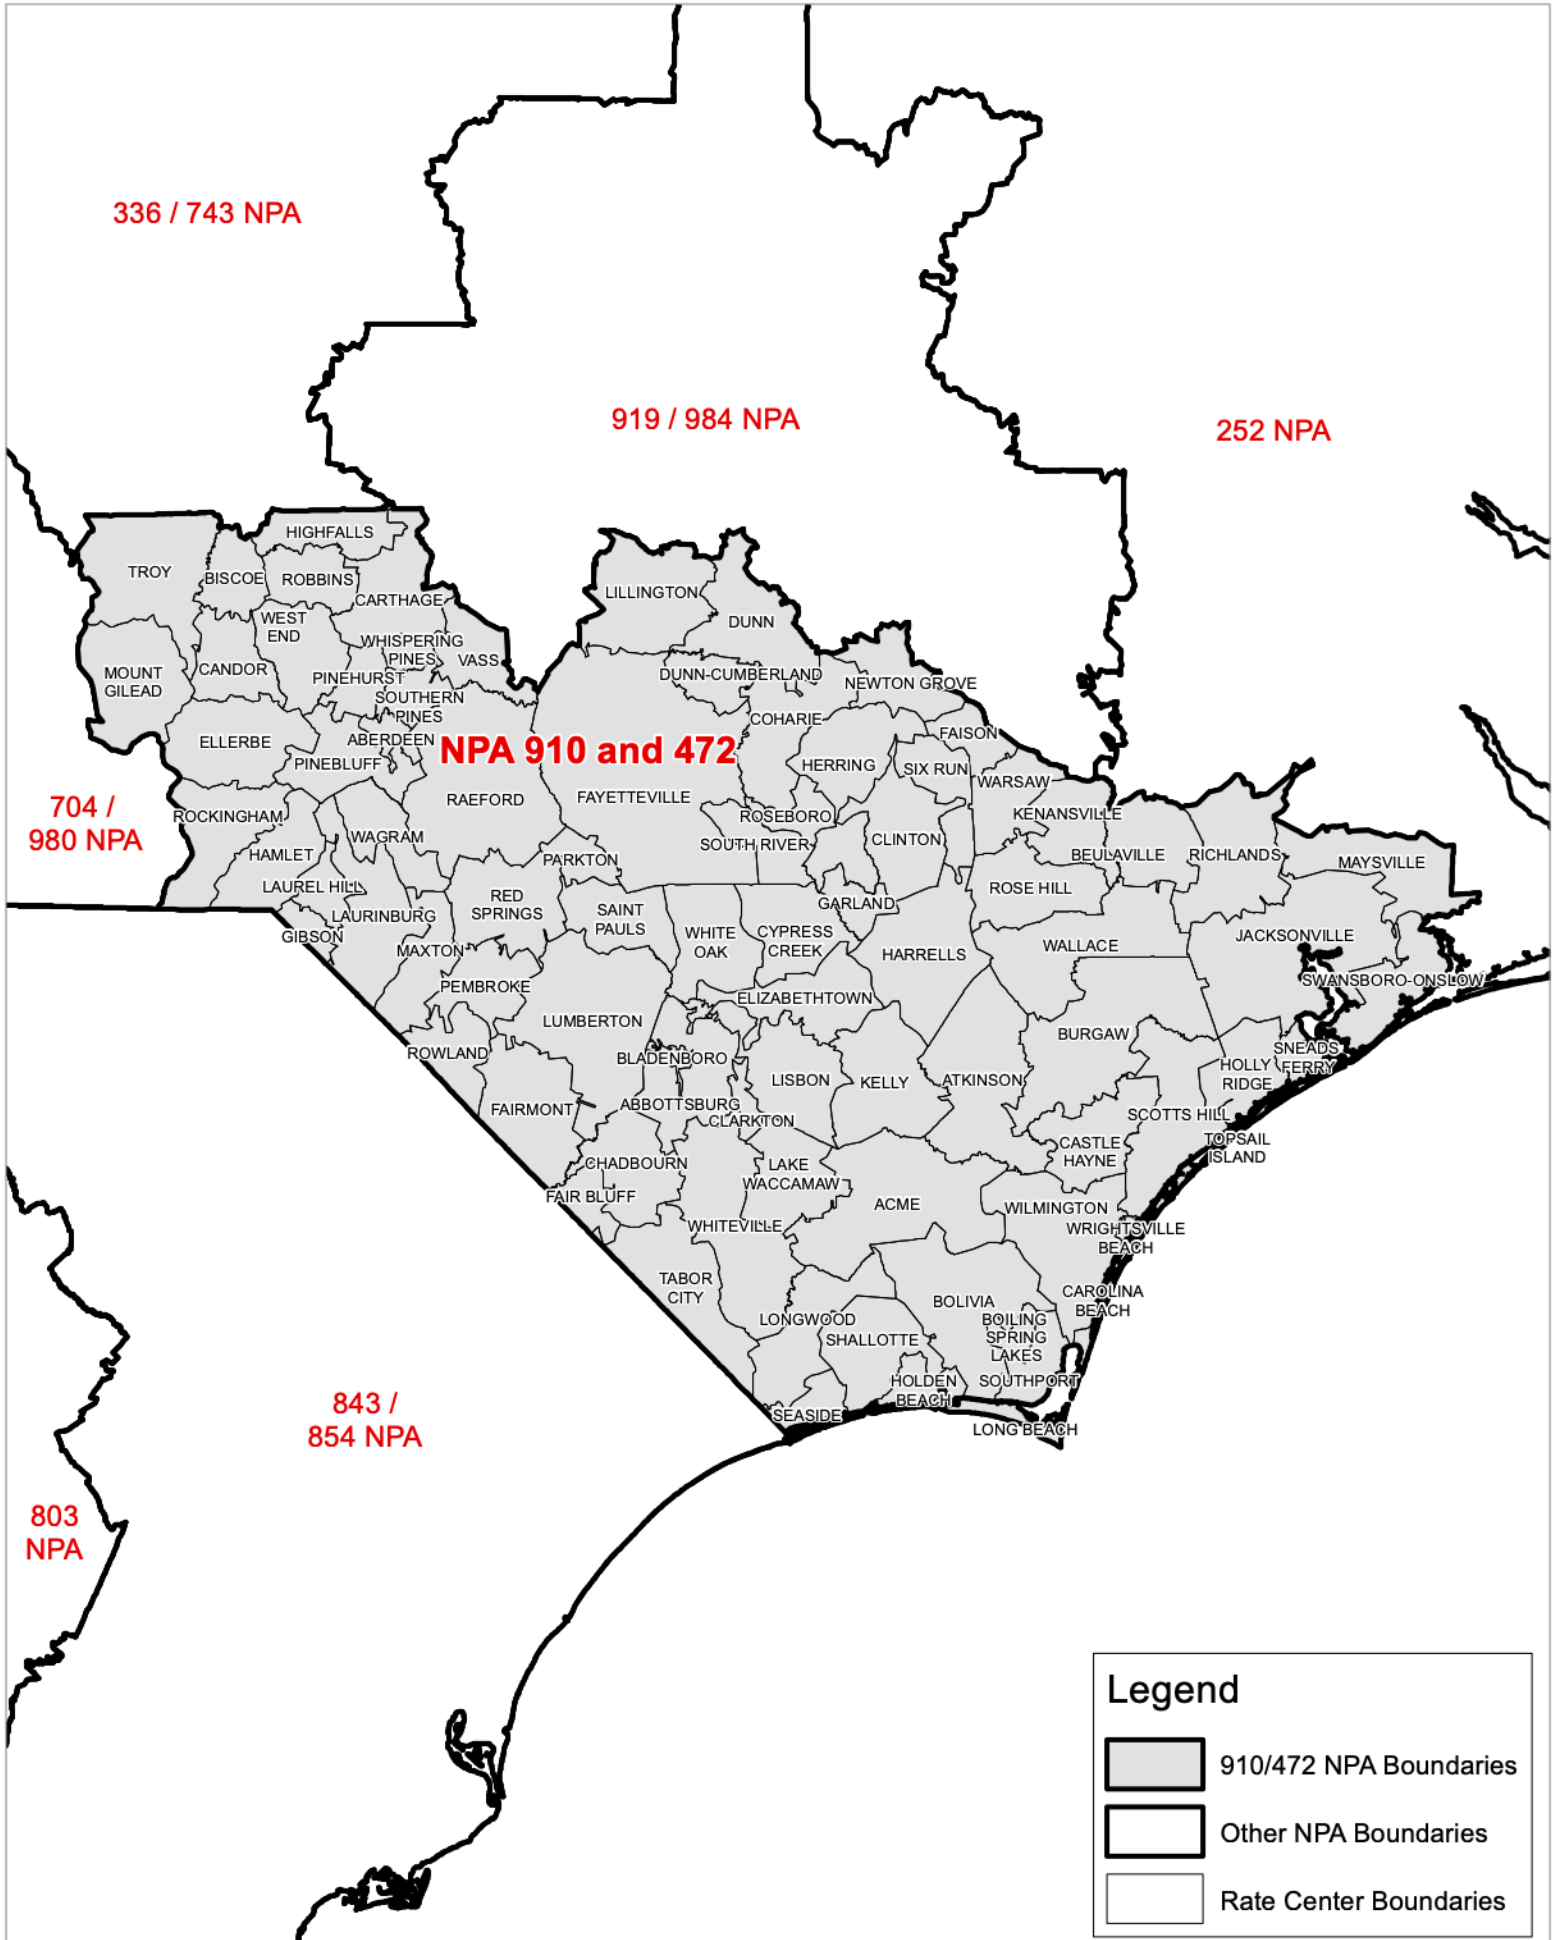 336 / 743 NPA
919 / 984 NPA
252 NPA
HIGHFALLS
TROY
BISCOE
ROBBINS
CARTHAGE
LILLINGTON
WEST
END
DUNN
WHISPERING
PINES
VASS
MOUNT
GILEAD
CANDOR
PINEHURST
DUNN-CUMBERLAND
NEWTON GROVE
SOUTHERN
PINES
COHARIE
ELLERBE
ABERDEEN
NPA 910 and 472
FAISON
PINEBLUFF
HERRING
SIX RUN
WARSAW
704 /
980 NPA
RAEFORD
FAYETTEVILLE
ROCKINGHAM
ROSEBORO
KENANSVILLE
WAGRAM
SOUTH RIVER
CLINTON
HAMLET
PARKTON
BEULAVILLE
RICHLANDS
MAYSVILLE
LAUREL HILL
RED
SPRINGS
ROSE HILL
GARLAND
LAURINBURG
SAINT
PAULS
GIBSON
WHITE
OAK
CYPRESS
CREEK
JACKSONVILLE
MAXTON
HARRELLS
WALLACE
PEMBROKE
SWANSBORO-ONSLOW
ELIZABETHTOWN
LUMBERTON
BURGAW
ROWLAND
BLADENBORO
SNEADS
FERRY
HOLLY
RIDGE
LISBON
KELLY
ATKINSON
FAIRMONT
ABBOTTSBURG
CLARKTON
SCOTTS HILL
CASTLE
HAYNE
TOPSAIL
ISLAND
CHADBOURN
LAKE
WACCAMAW
FAIR BLUFF
ACME
WILMINGTON
WHITEVILLE
WRIGHTSVILLE
BEACH
TABOR
CITY
CAROLINA
BEACH
BOLIVIA
LONGWOOD
BOILING
SPRING
LAKES
SHALLOTTE
HOLDEN
BEACH
SOUTHPORT
SEASIDE
LONG BEACH
843 /
854 NPA
803
NPA
Legend
910/472 NPA Boundaries
Other NPA Boundaries
Rate Center Boundaries